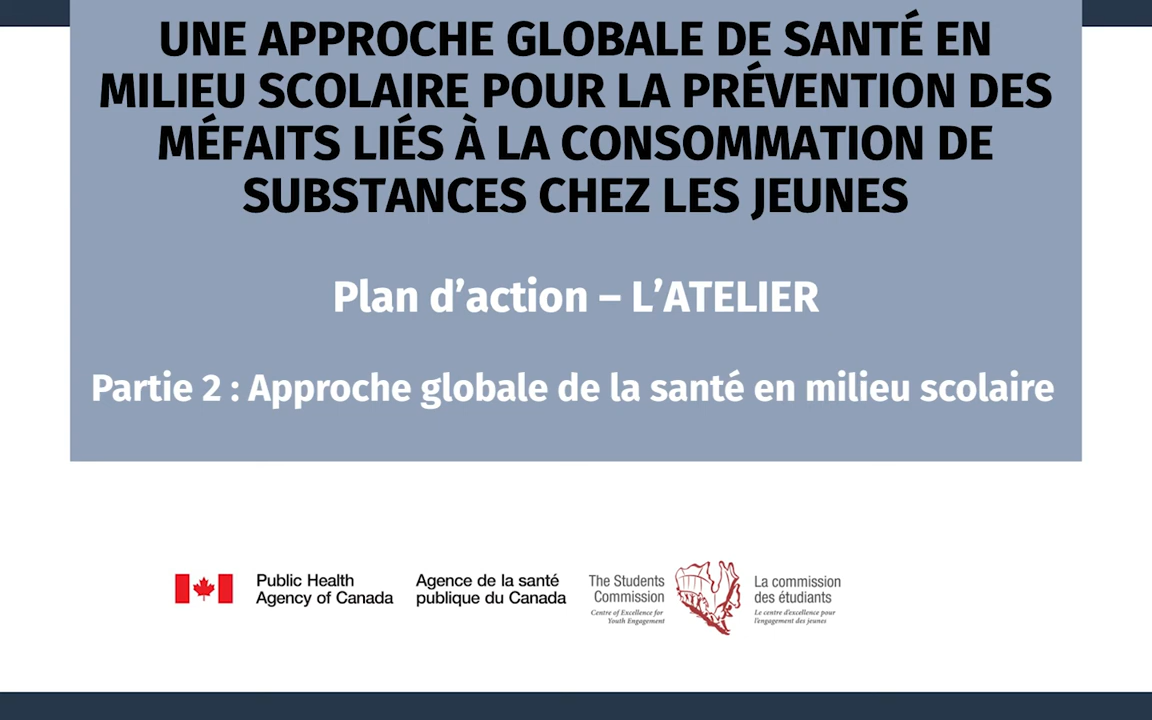 UNE APPROCHE GLOBALE DE SANTÉ EN
MILIEU SCOLAIRE POUR LA PRÉVENTION DES
MÉFAITS LIÉS À LA CONSOMMATION DE
SUBSTANCES CHEZ LES JEUNES
Plan d’action – L’ATELIER
Partie 2 : Approche globale de la santé en milieu scolaire
Public Health
Agency of Canada
Agence de la santé
publique du Canada
The Students
Commission
Centre of Excellence for
Youth Engagement
La commission
des étudiants
Le centre d'excellence pour
l'engagement des jeunes